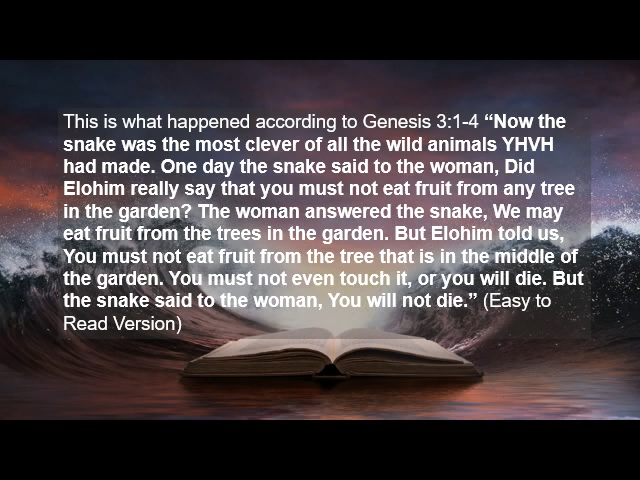 This is what happened according to Genesis 3:1-4 “Now the
snake was the most clever of all the wild animals YHVH
had made. One day the snake said to the woman, Did
Elohim really say that you must not eat fruit from any tree
in the garden? The woman answered the snake, We may
eat fruit from the trees in the garden. But Elohim told us,
You must not eat fruit from the tree that is in the middle of
the garden. You must not even touch it, or you will die. But
the snake said to the woman, You will not die.” (Easy to
Read Version)